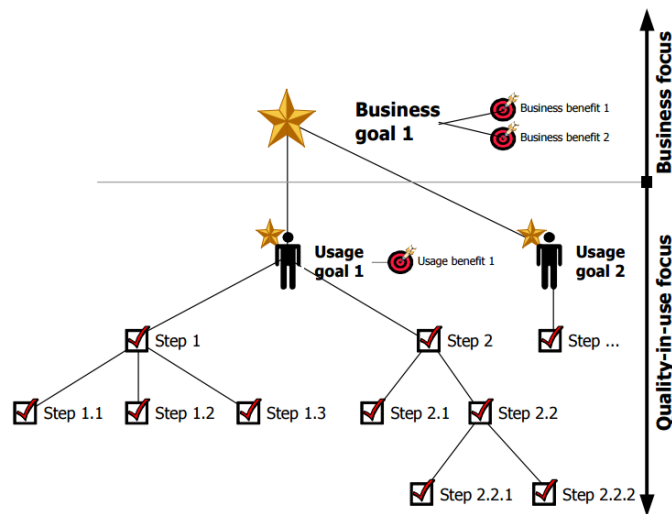 Business focus
Business
goal 1
Business benefit 1
Business benefit 2
Quality-in-use focus
Usage
goal 1
Usage benefit 1
Usage
goal 2
Step 1
Step 2
Step ...
Step 1.1
Step 1.2
Step 1.3
Step 2.1
Step 2.2
Step 2.2.1
Step 2.2.2